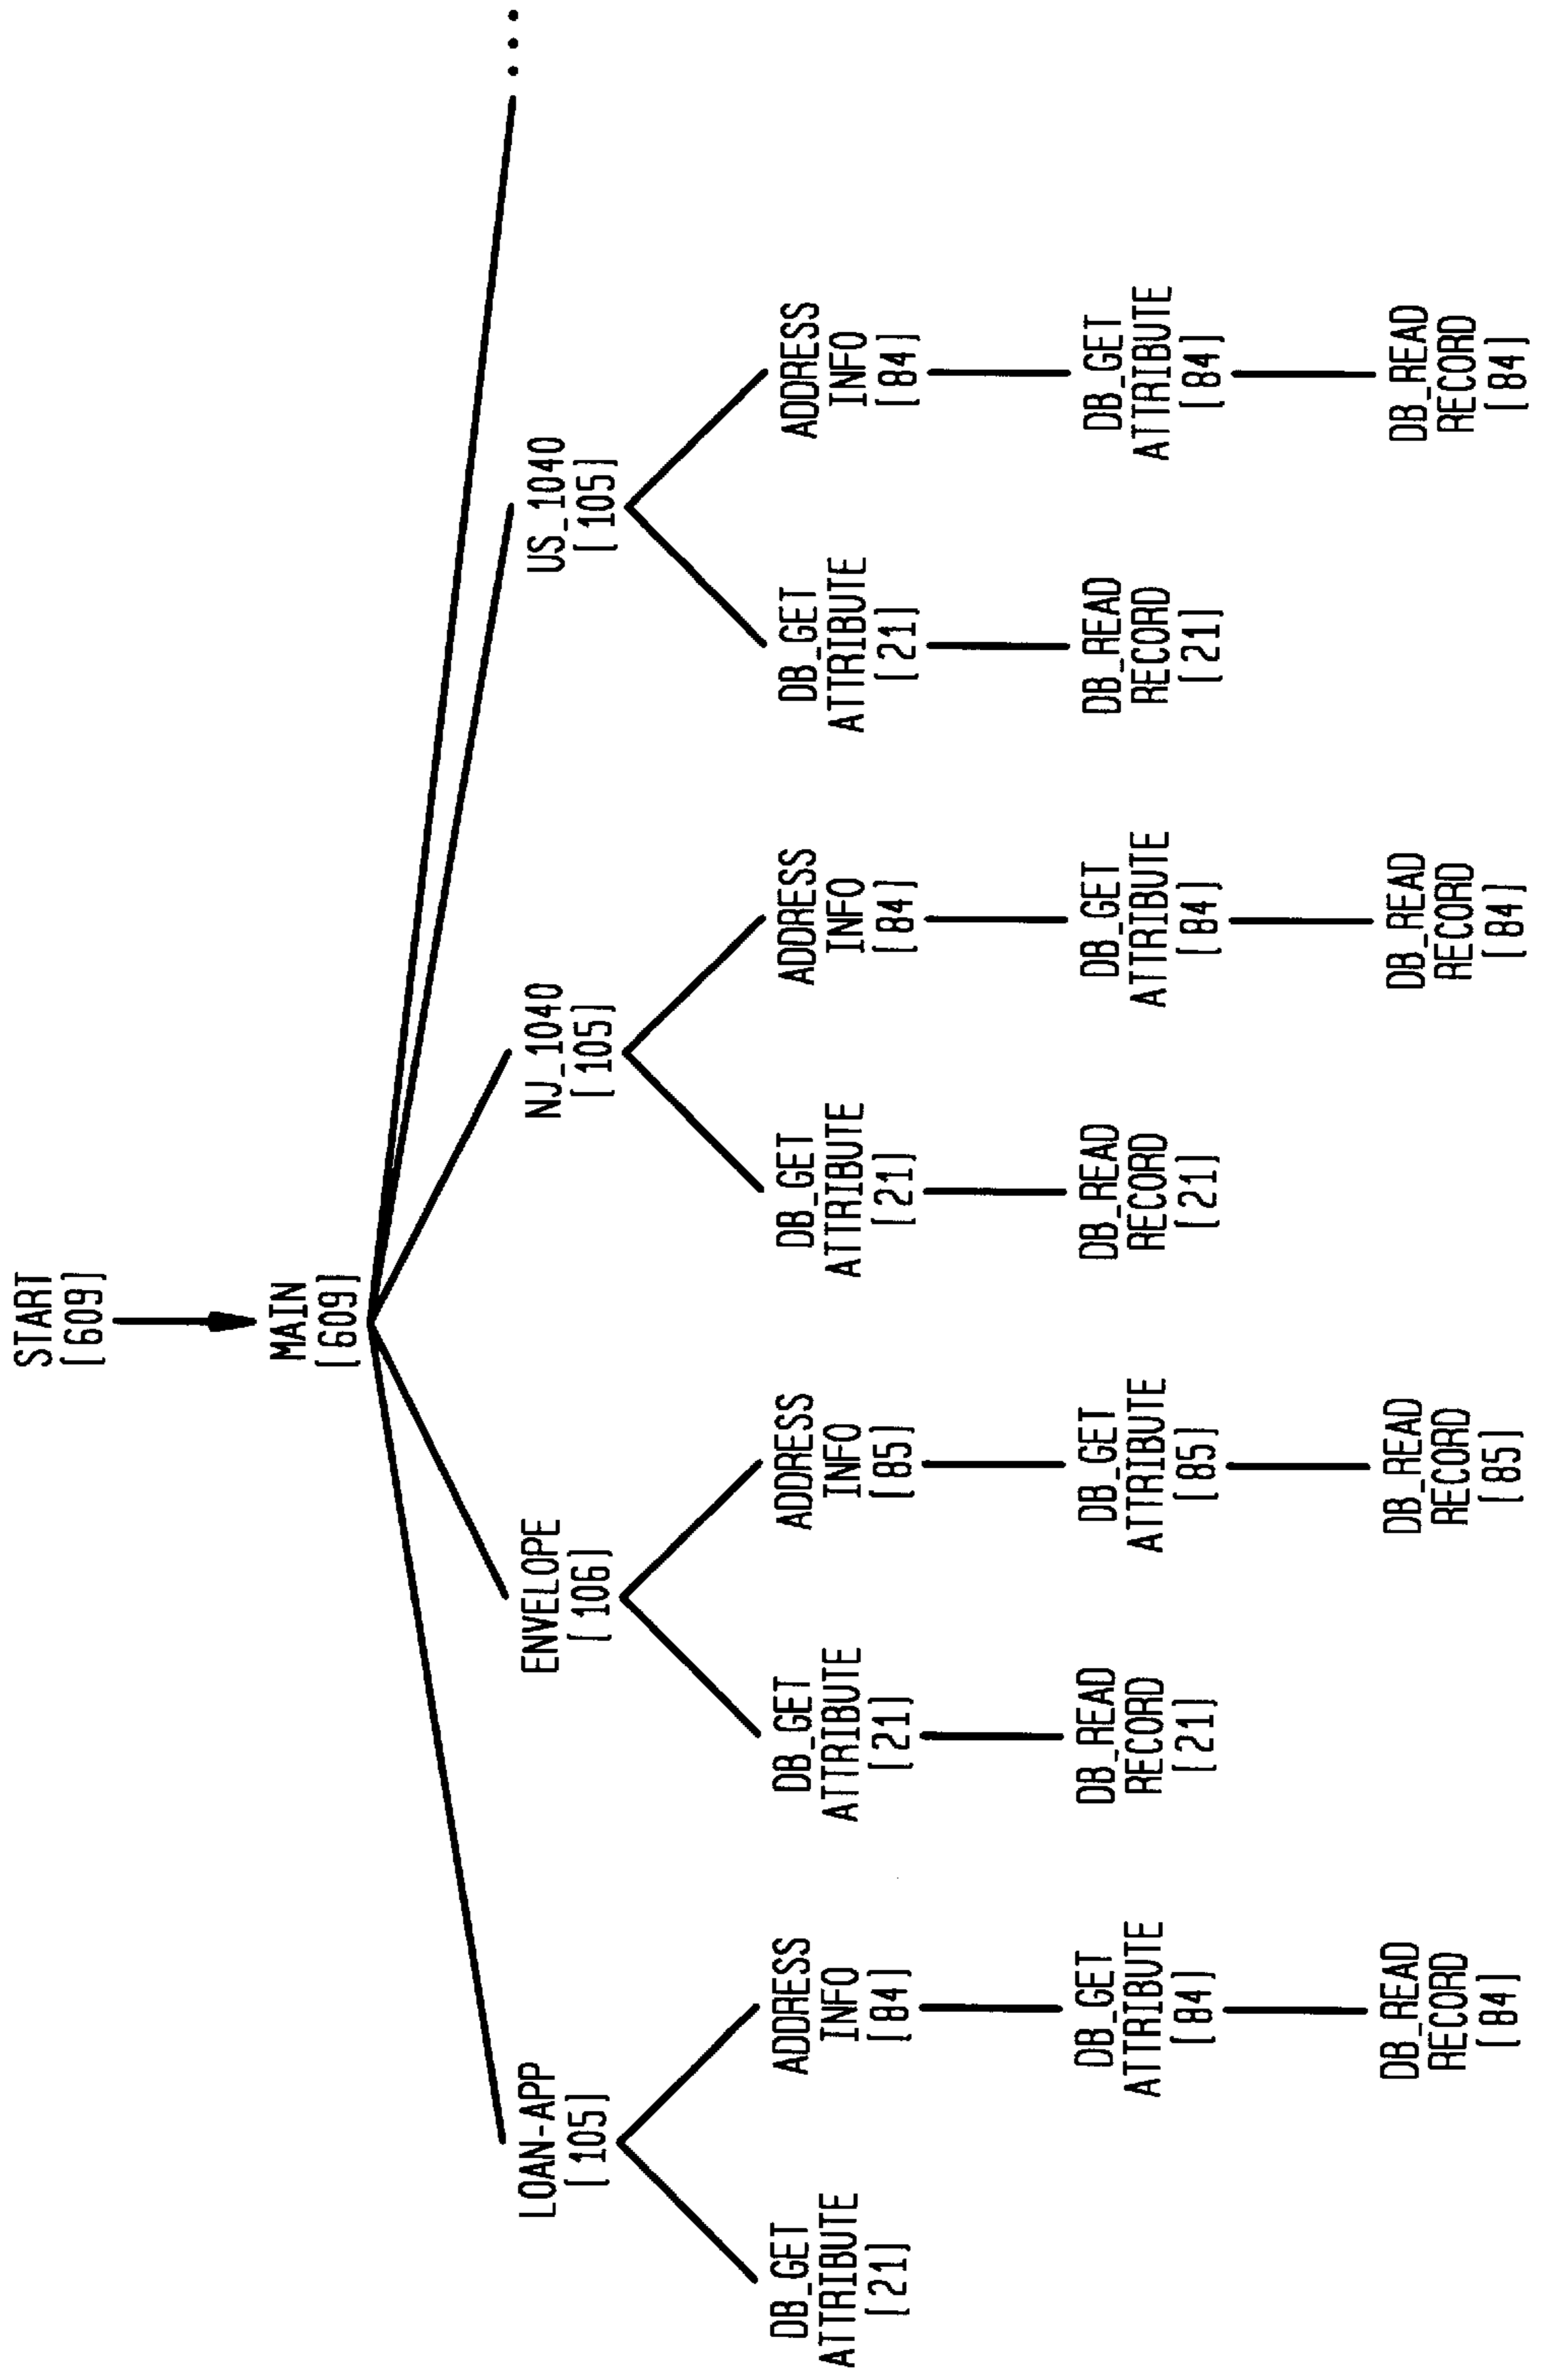 START
[609]
MAIN
[609]
LOAN-APP
[105]
ENVELOPE
[106]
NJ_1040
[105]
US_1040
[105]
...
DB_GET
ATTRIBUTE
[21]
ADDRESS
INFO
[84]
DB_GET
ATTRIBUTE
[21]
ADDRESS
INFO
[85]
DB_GET
ATTRIBUTE
[21]
ADDRESS
INFO
[84]
DB_GET
ATTRIBUTE
[21]
ADDRESS
INFO
[84]
DB_GET
ATTRIBUTE
[84]
DB_READ
RECORD
[21]
DB_GET
ATTRIBUTE
[85]
DB_READ
RECORD
[21]
DB_GET
ATTRIBUTE
[84]
DB_READ
RECORD
[21]
DB_GET
ATTRIBUTE
[84]
DB_READ
RECORD
[84]
DB_READ
RECORD
[85]
DB_READ
RECORD
[84]
DB_READ
RECORD
[84]